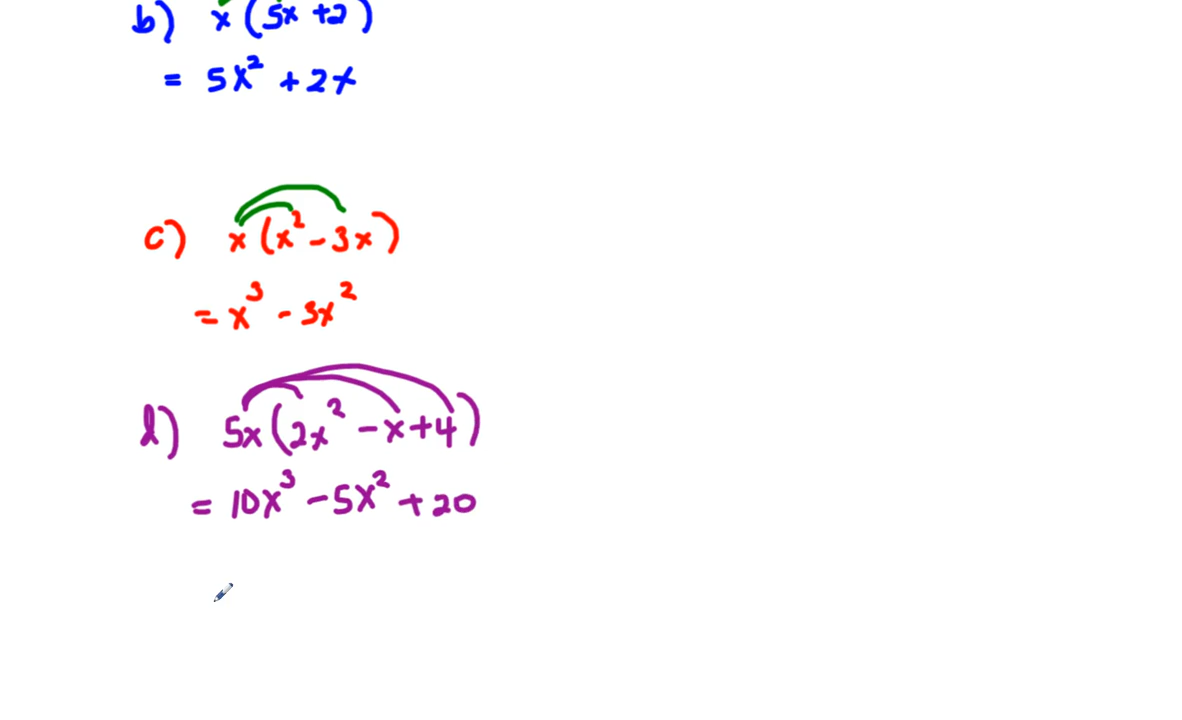 b) x(5x+2)
= 5x² + 2x
c) x(x² - 3x)
= x³ - 3x²
d) 5x(2x² - x + 4)
= 10x³ - 5x² + 20